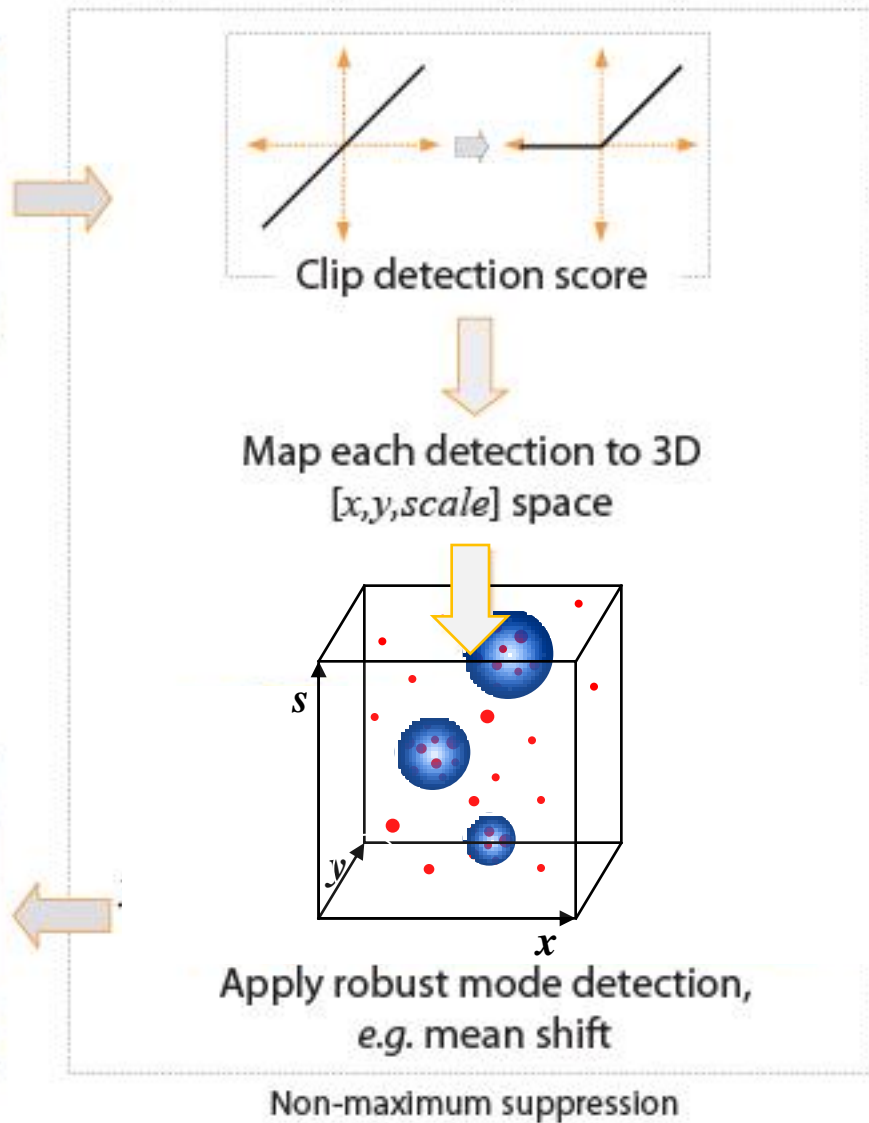 Clip detection score
Map each detection to 3D
[x,y,scale] space
s
y
x
Apply robust mode detection,
e.g. mean shift
Non-maximum suppression